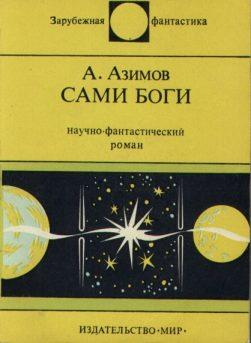 Зарубежная фантастика
А. Азимов
САМИ БОГИ
научно-фантастический
роман
ИЗДАТЕЛЬСТВО •МИР•